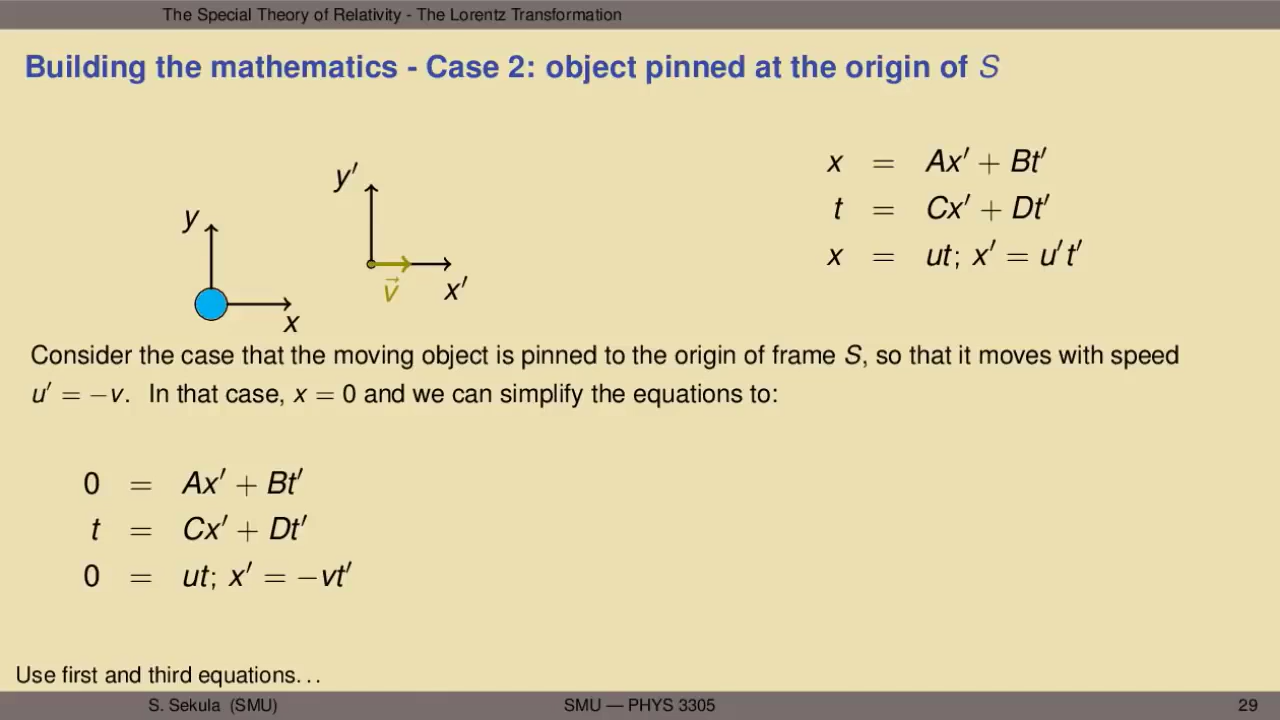 The Special Theory of Relativity - The Lorentz Transformation
Building the mathematics - Case 2: object pinned at the origin of S
y
x
y′
v⃗
x′
x = Ax′ + Bt′
t = Cx′ + Dt′
x = ut; x′ = u′t′
Consider the case that the moving object is pinned to the origin of frame S, so that it moves with speed
u′ = −v. In that case, x = 0 and we can simplify the equations to:
0 = Ax′ + Bt′
t = Cx′ + Dt′
0 = ut; x′ = −vt′
Use first and third equations. . .
S. Sekula (SMU)
SMU — PHYS 3305
29